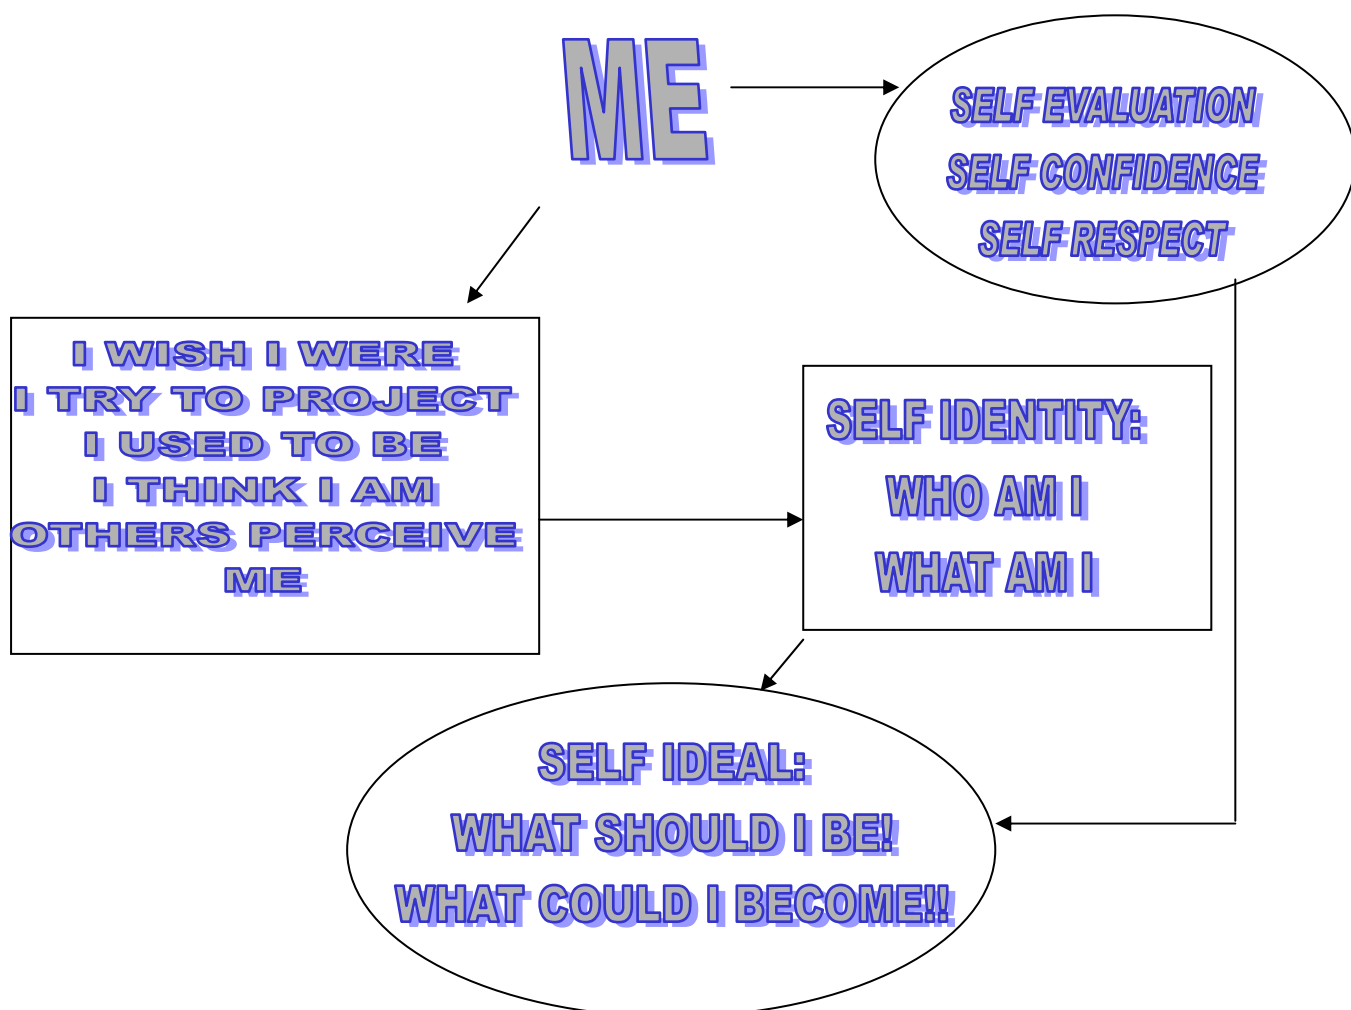 ME
SELF EVALUATION
SELF CONFIDENCE
SELF RESPECT
I WISH I WERE
I TRY TO PROJECT
I USED TO BE
I THINK I AM
OTHERS PERCEIVE
ME
SELF IDENTITY:
WHO AM I
WHAT AM I
SELF IDEAL:
WHAT SHOULD I BE!
WHAT COULD I BECOME!!